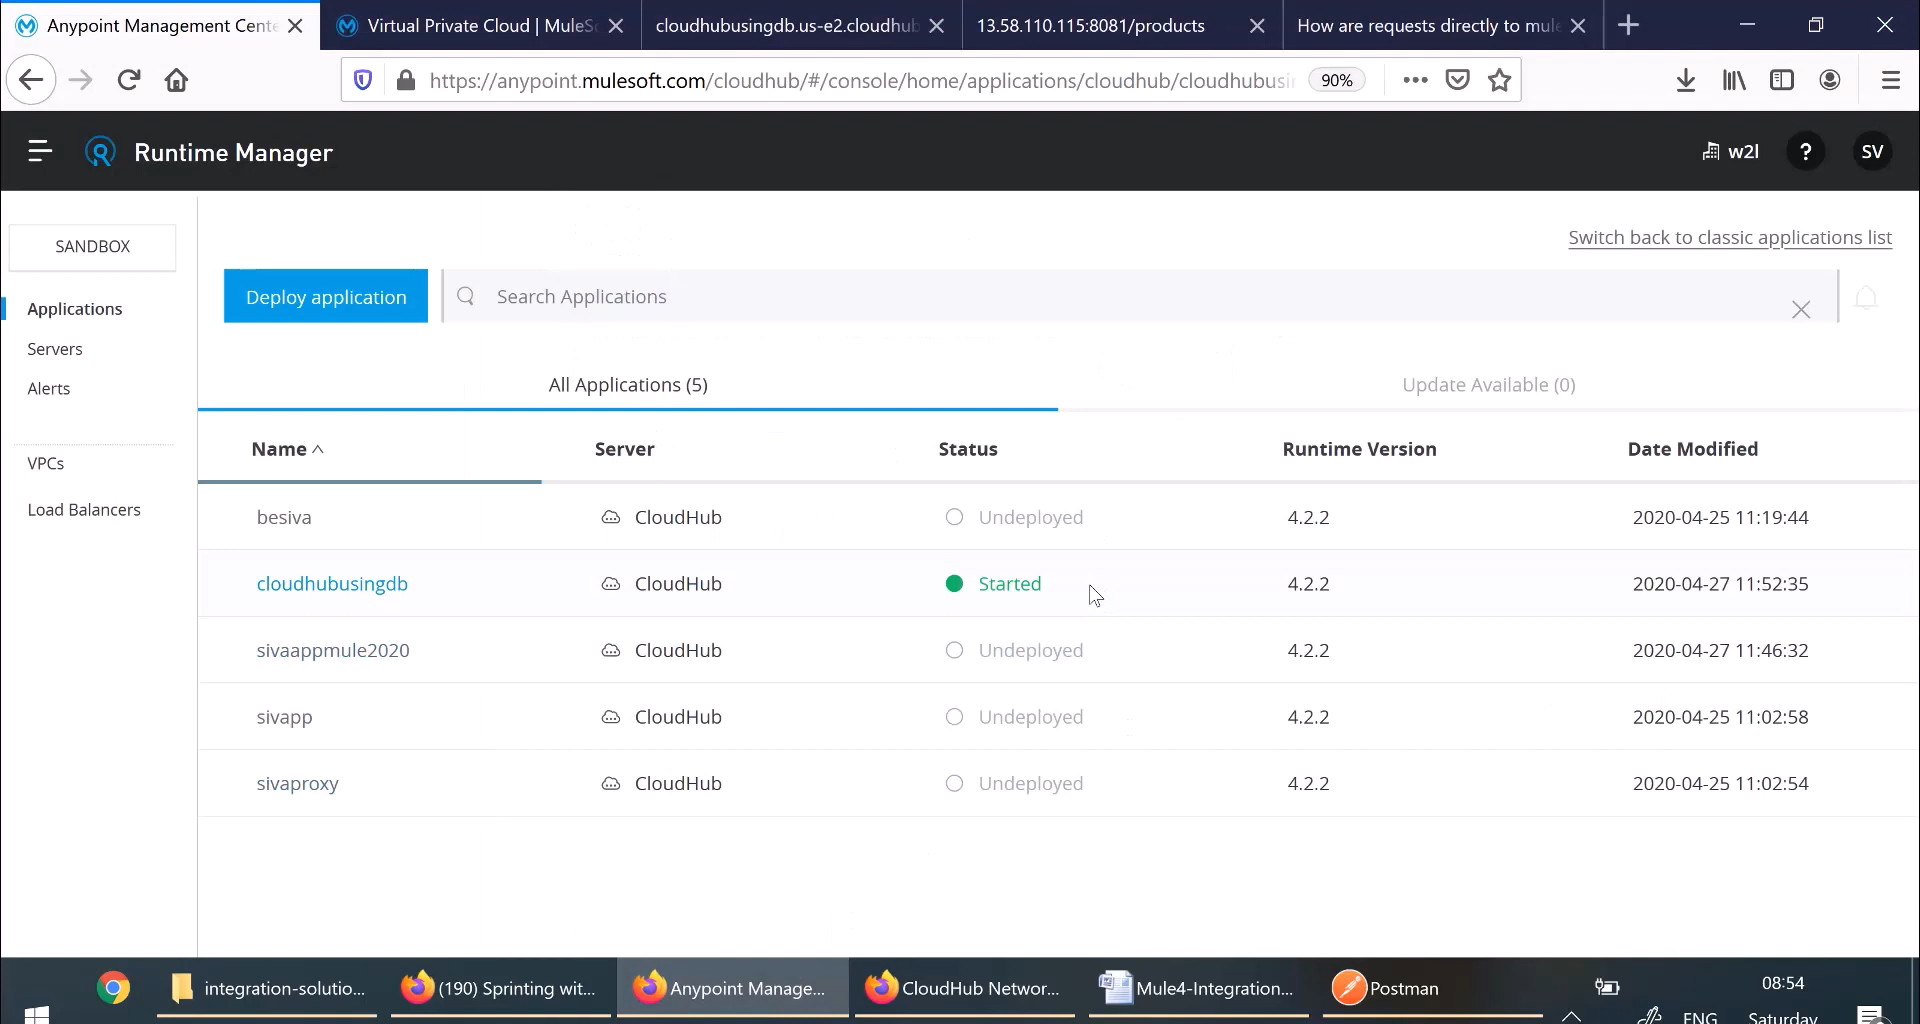 Anypoint Management Cente
Virtual Private Cloud | MuleSo
cloudhubusingdb.us-e2.cloudhub
13.58.110.115:8081/products
How are requests directly to mule
https://anypoint.mulesoft.com/cloudhub/#/console/home/applications/cloudhub/cloudhubusin
90%
Runtime Manager
w2l
?
SV
SANDBOX
Switch back to classic applications list
Deploy application
Search Applications
Applications
Servers
Alerts
VPCs
Load Balancers
All Applications (5)
Update Available (0)
Name Server Status Runtime Version Date Modified
besiva CloudHub Undeployed 4.2.2 2020-04-25 11:19:44
cloudhubusingdb CloudHub Started 4.2.2 2020-04-27 11:52:35
sivaappmule2020 CloudHub Undeployed 4.2.2 2020-04-27 11:46:32
sivapp CloudHub Undeployed 4.2.2 2020-04-25 11:02:58
sivaproxy CloudHub Undeployed 4.2.2 2020-04-25 11:02:54
integration-solutio...
(190) Sprinting wit...
Anypoint Manage...
CloudHub Networ...
Mule4-Integration...
Postman
08:54
ENG
Saturday